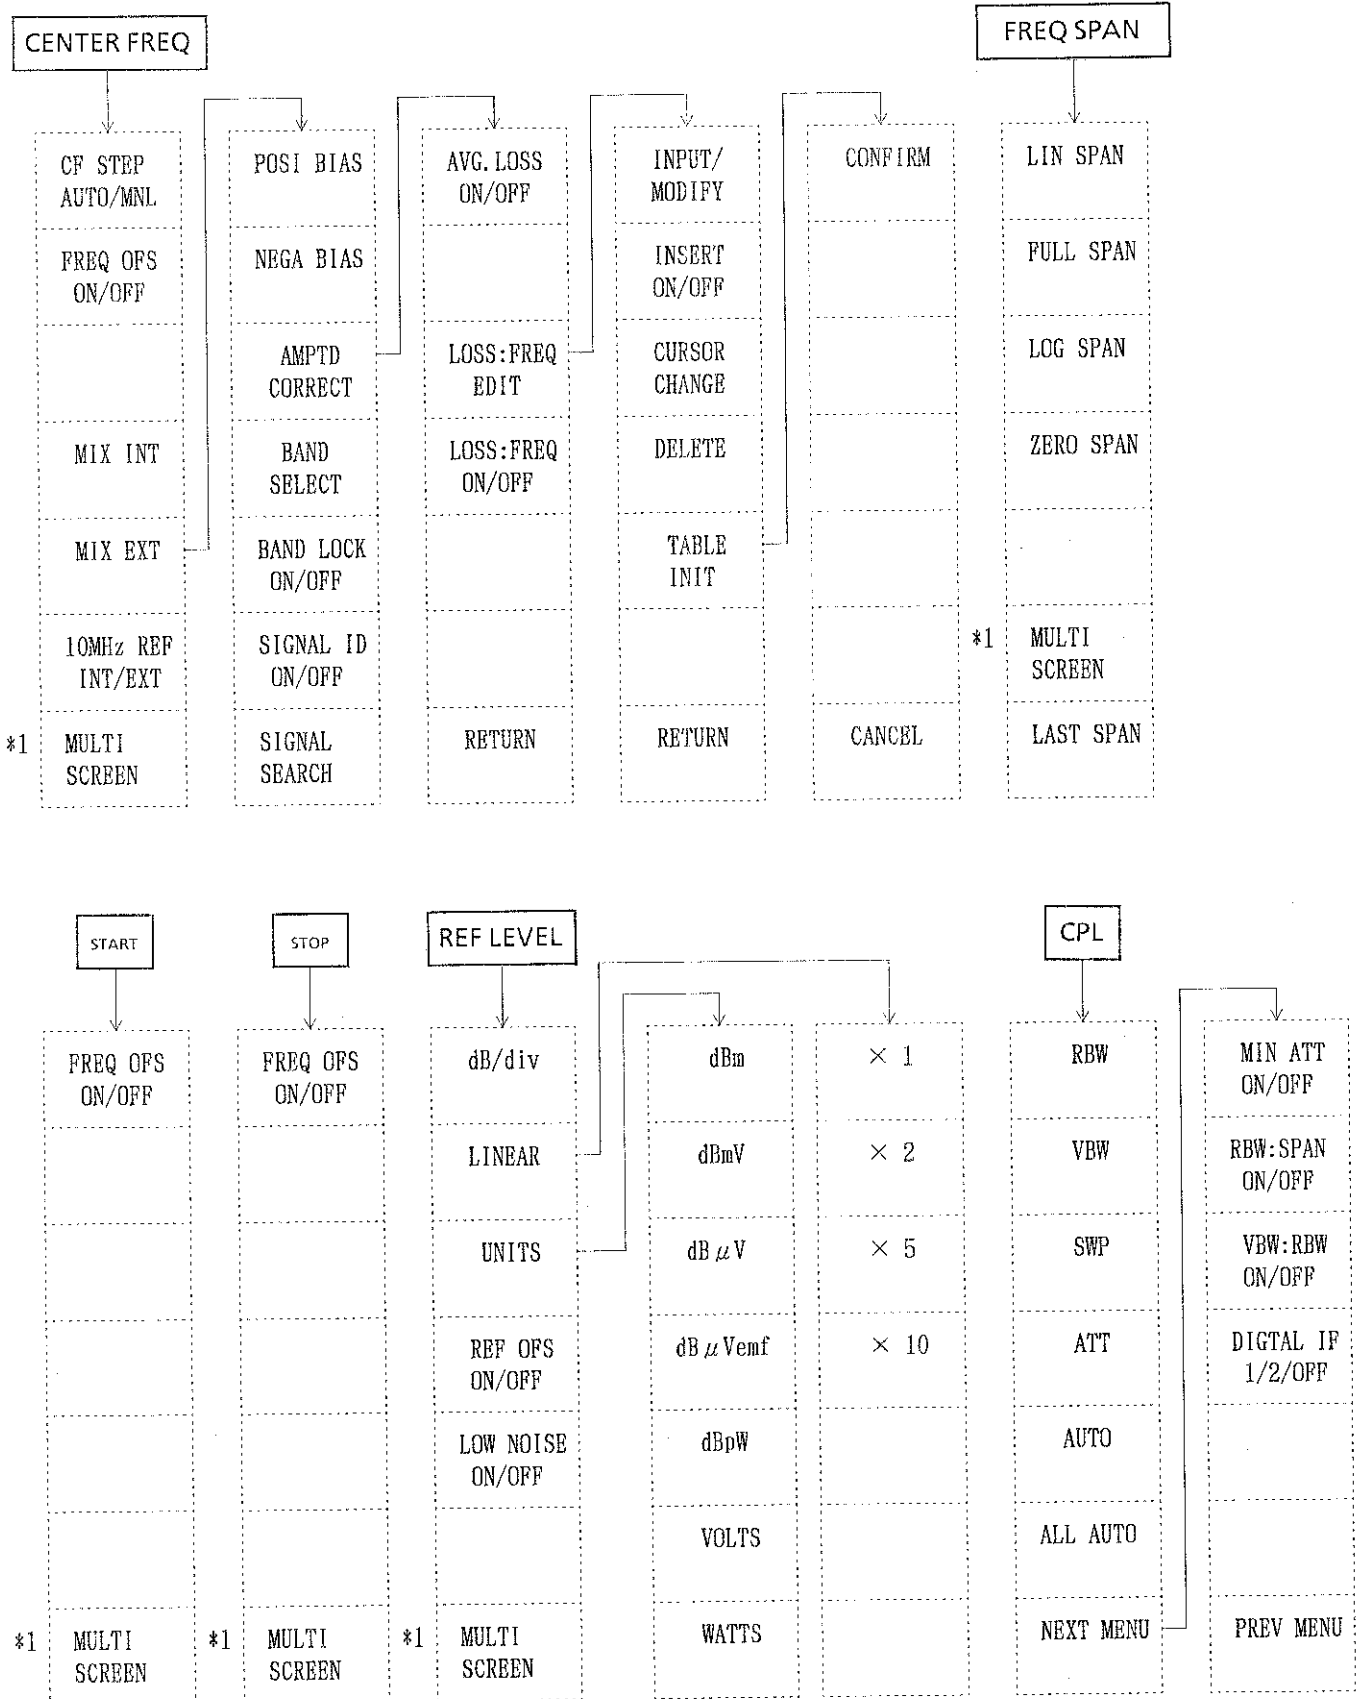 CENTER FREQ
CF STEP
AUTO/MNL
FREQ OFS
ON/OFF
MIX INT
MIX EXT
10MHz REF
INT/EXT
*1 MULTI
SCREEN
POSI BIAS
NEGA BIAS
AMPTD
CORRECT
BAND
SELECT
BAND LOCK
ON/OFF
SIGNAL ID
ON/OFF
SIGNAL
SEARCH
AVG.LOSS
ON/OFF
LOSS:FREQ
EDIT
LOSS:FREQ
ON/OFF
RETURN
INPUT/
MODIFY
INSERT
ON/OFF
CURSOR
CHANGE
DELETE
TABLE
INIT
RETURN
CONFIRM
CANCEL
FREQ SPAN
LIN SPAN
FULL SPAN
LOG SPAN
ZERO SPAN
*1 MULTI
SCREEN
LAST SPAN
START
FREQ OFS
ON/OFF
*1 MULTI
SCREEN
STOP
FREQ OFS
ON/OFF
*1 MULTI
SCREEN
REF LEVEL
dB/div
LINEAR
UNITS
REF OFS
ON/OFF
LOW NOISE
ON/OFF
*1 MULTI
SCREEN
dBm
dBmV
dBμV
dBμVemf
dBpW
VOLTS
WATTS
× 1
× 2
× 5
× 10
CPL
RBW
VBW
SWP
ATT
AUTO
ALL AUTO
NEXT MENU
MIN ATT
ON/OFF
RBW:SPAN
ON/OFF
VBW:RBW
ON/OFF
DIGTAL IF
1/2/OFF
PREV MENU